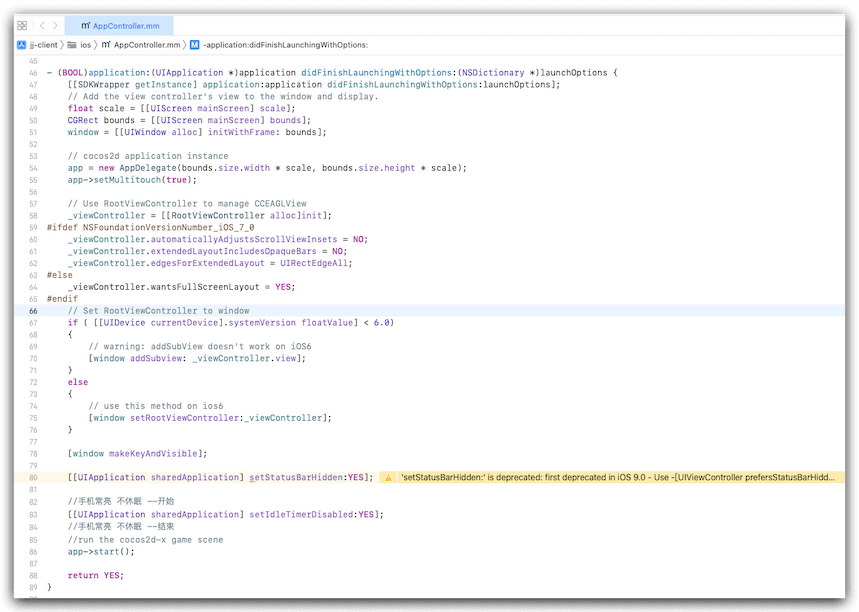 AppController.mm
jj-client ios AppController.mm M -application:didFinishLaunchingWithOptions:
45
46 - (BOOL)application:(UIApplication *)application didFinishLaunchingWithOptions:(NSDictionary *)launchOptions {
47 [[SDKWrapper getInstance] application:application didFinishLaunchingWithOptions:launchOptions];
48 // Add the view controller's view to the window and display.
49 float scale = [[UIScreen mainScreen] scale];
50 CGRect bounds = [[UIScreen mainScreen] bounds];
51 window = [[UIWindow alloc] initWithFrame: bounds];
52
53 // cocos2d application instance
54 app = new AppDelegate(bounds.size.width * scale, bounds.size.height * scale);
55 app->setMultitouch(true);
56
57 // Use RootViewController to manage CCEAGLView
58 _viewController = [[RootViewController alloc]init];
59 #ifdef NSFoundationVersionNumber_iOS_7_0
60 _viewController.automaticallyAdjustsScrollViewInsets = NO;
61 _viewController.extendedLayoutIncludesOpaqueBars = NO;
62 _viewController.edgesForExtendedLayout = UIRectEdgeAll;
63 #else
64 _viewController.wantsFullScreenLayout = YES;
65 #endif
66 // Set RootViewController to window
67 if ( [[UIDevice currentDevice].systemVersion floatValue] < 6.0)
68 {
69 // warning: addSubView doesn't work on iOS6
70 [window addSubview: _viewController.view];
71 }
72 else
73 {
74 // use this method on ios6
75 [window setRootViewController:_viewController];
76 }
77
78 [window makeKeyAndVisible];
79
80 [[UIApplication sharedApplication] setStatusBarHidden:YES]; 'setStatusBarHidden:' is deprecated: first deprecated in iOS 9.0 - Use -[UIViewController prefersStatusBarHidd...
81
82 //手机常亮 不休眠 --开始
83 [[UIApplication sharedApplication] setIdleTimerDisabled:YES];
84 //手机常亮 不休眠 --结束
85 //run the cocos2d-x game scene
86 app->start();
87
88 return YES;
89 }